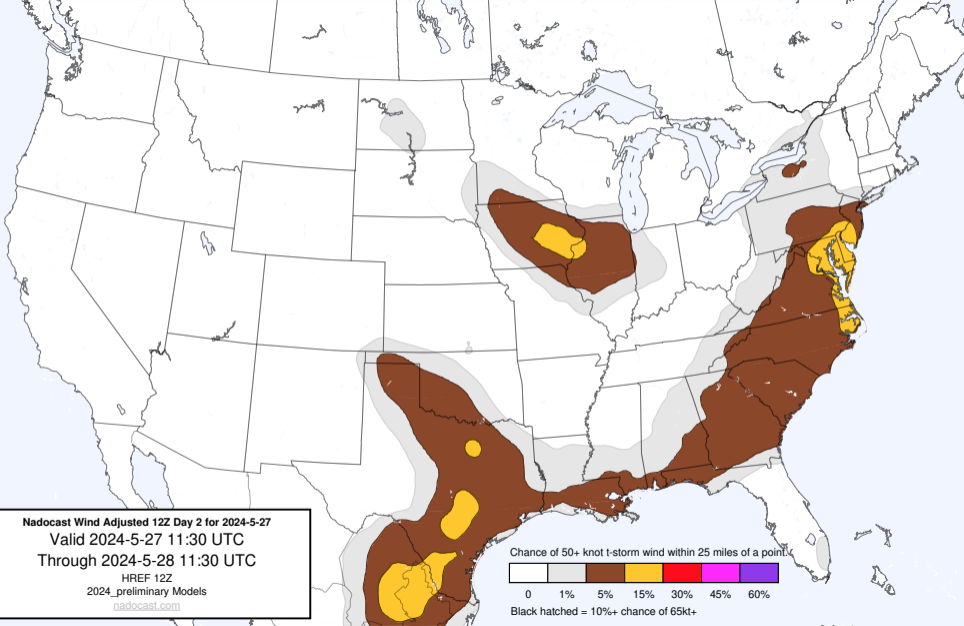 Nadocast Wind Adjusted 12Z Day 2 for 2024-5-27
Valid 2024-5-27 11:30 UTC
Through 2024-5-28 11:30 UTC
HREF 12Z
2024_preliminary Models
nadocast.com
Chance of 50+ knot t-storm wind within 25 miles of a point.
0 1% 5% 15% 30% 45% 60%
Black hatched = 10%+ chance of 65kt+